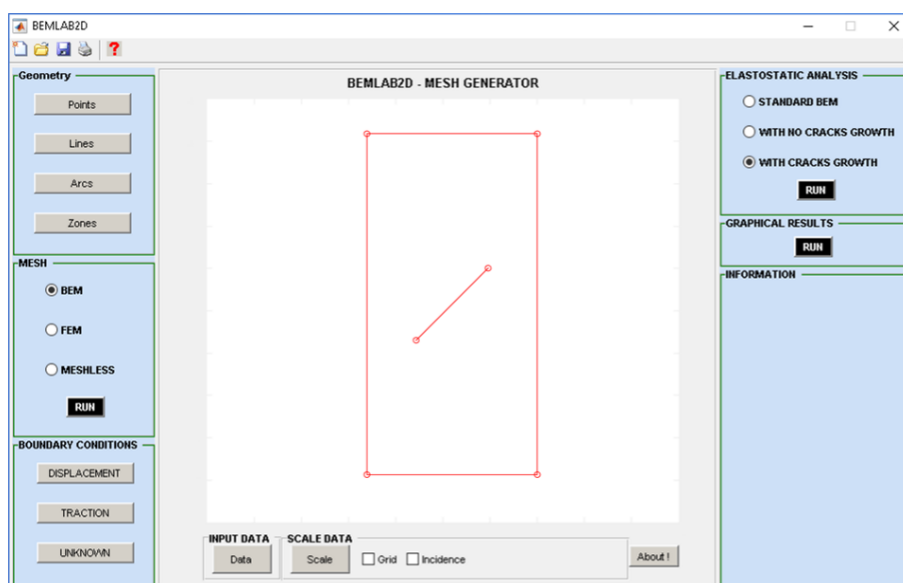 BEMLAB2D
?
Geometry
Points
Lines
Arcs
Zones
MESH
BEM
FEM
MESHLESS
RUN
BOUNDARY CONDITIONS
DISPLACEMENT
TRACTION
UNKNOWN
BEMLAB2D - MESH GENERATOR
INPUT DATA
Data
SCALE DATA
Scale
Grid
Incidence
About !
ELASTOSTATIC ANALYSIS
STANDARD BEM
WITH NO CRACKS GROWTH
WITH CRACKS GROWTH
RUN
GRAPHICAL RESULTS
RUN
INFORMATION